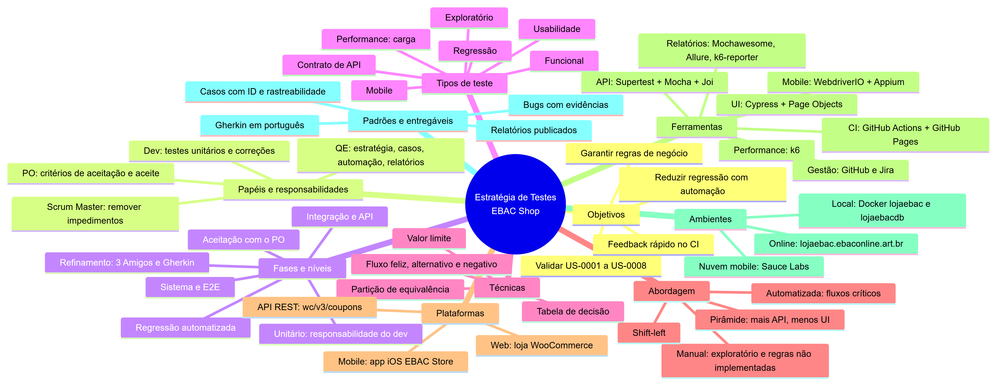 Estratégia de Testes
EBAC Shop
Tipos de teste
Exploratório
Usabilidade
Performance: carga
Regressão
Funcional
Contrato de API
Mobile
Padrões e entregáveis
Casos com ID e rastreabilidade
Gherkin em português
Bugs com evidências
Relatórios publicados
Papéis e responsabilidades
Dev: testes unitários e correções
QE: estratégia, casos,
automação, relatórios
PO: critérios de aceitação e aceite
Scrum Master: remover
impedimentos
Fases e níveis
Integração e API
Aceitação com o PO
Refinamento: 3 Amigos e Gherkin
Sistema e E2E
Regressão automatizada
Unitário: responsabilidade do dev
Técnicas
Valor limite
Fluxo feliz, alternativo e negativo
Partição de equivalência
Tabela de decisão
Plataformas
API REST: wc/v3/coupons
Web: loja WooCommerce
Mobile: app iOS EBAC Store
Ferramentas
Relatórios: Mochawesome,
Allure, k6-reporter
API: Supertest + Mocha + Joi
Mobile: WebdriverIO + Appium
UI: Cypress + Page Objects
CI: GitHub Actions + GitHub
Pages
Performance: k6
Gestão: GitHub e Jira
Objetivos
Garantir regras de negócio
Reduzir regressão com
automação
Feedback rápido no CI
Validar US-0001 a US-0008
Ambientes
Local: Docker lojaebac e
lojaebacdb
Online: lojaebac.ebaconline.art.br
Nuvem mobile: Sauce Labs
Abordagem
Automatizada: fluxos críticos
Pirâmide: mais API, menos UI
Shift-left
Manual: exploratório e regras não
implementadas